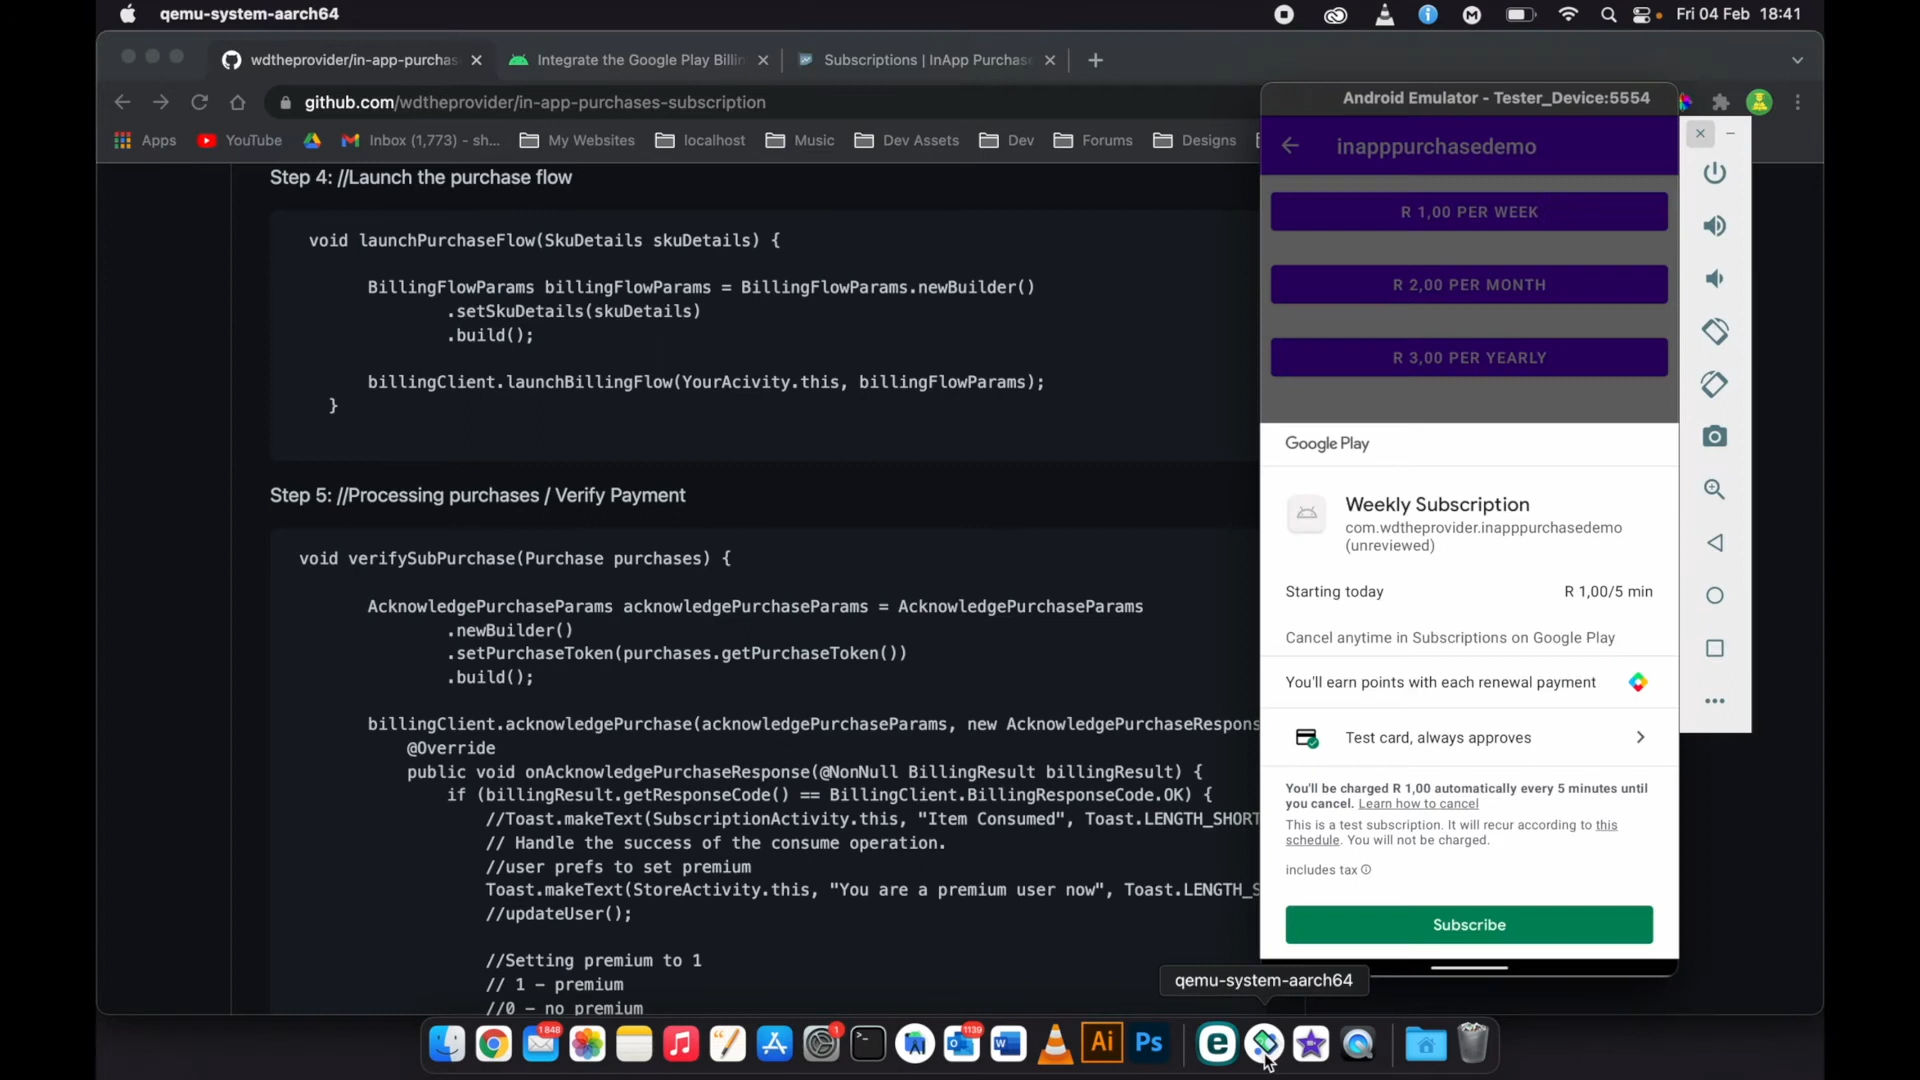 qemu-system-aarch64
Fri 04 Feb 18:41
wdtheprovider/in-app-purchas
Integrate the Google Play Billin
Subscriptions | InApp Purchase
github.com/wdtheprovider/in-app-purchases-subscription
Apps
YouTube
Inbox (1,773) - sh...
My Websites
localhost
Music
Dev Assets
Dev
Forums
Designs
Step 4: //Launch the purchase flow
void launchPurchaseFlow(SkuDetails skuDetails) {
BillingFlowParams billingFlowParams = BillingFlowParams.newBuilder()
.setSkuDetails(skuDetails)
.build();
billingClient.launchBillingFlow(YourAcivity.this, billingFlowParams);
}
Step 5: //Processing purchases / Verify Payment
void verifySubPurchase(Purchase purchases) {
AcknowledgePurchaseParams acknowledgePurchaseParams = AcknowledgePurchaseParams
.newBuilder()
.setPurchaseToken(purchases.getPurchaseToken())
.build();
billingClient.acknowledgePurchase(acknowledgePurchaseParams, new AcknowledgePurchaseRespons
@Override
public void onAcknowledgePurchaseResponse(@NonNull BillingResult billingResult) {
if (billingResult.getResponseCode() == BillingClient.BillingResponseCode.OK) {
//Toast.makeText(SubscriptionActivity.this, "Item Consumed", Toast.LENGTH_SHORT
// Handle the success of the consume operation.
//user prefs to set premium
Toast.makeText(StoreActivity.this, "You are a premium user now", Toast.LENGTH_S
//updateUser();
//Setting premium to 1
// 1 - premium
//0 - no premium
Android Emulator - Tester_Device:5554
inapppurchasedemo
R 1,00 PER WEEK
R 2,00 PER MONTH
R 3,00 PER YEARLY
Google Play
Weekly Subscription
com.wdtheprovider.inapppurchasedemo
(unreviewed)
Starting today R 1,00/5 min
Cancel anytime in Subscriptions on Google Play
You'll earn points with each renewal payment
Test card, always approves
You'll be charged R 1,00 automatically every 5 minutes until
you cancel. Learn how to cancel
This is a test subscription. It will recur according to this
schedule. You will not be charged.
includes tax
Subscribe
qemu-system-aarch64
1848
1
1139
W
Ai
Ps
e